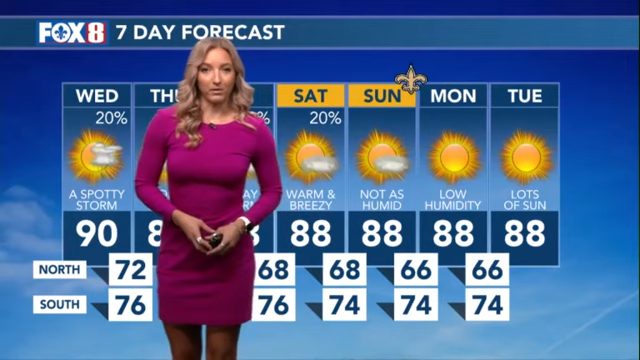 FOX 8 7 DAY FORECAST
WED
SAT
SUN
MON
TUE
20%
20%
A SPOTTY STORM
WARM & BREEZY
NOT AS HUMID
LOW HUMIDITY
LOTS OF SUN
90
88
88
88
88
NORTH
72
68
68
66
66
SOUTH
76
76
74
74
74